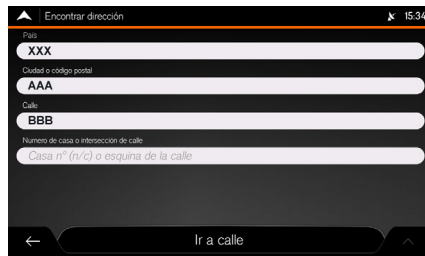 Encontrar dirección 15:34
País
XXX
Ciudad o código postal
AAA
Calle
BBB
Numero de casa o intersección de calle
Casa nº (n/c) o esquina de la calle
Ir a calle